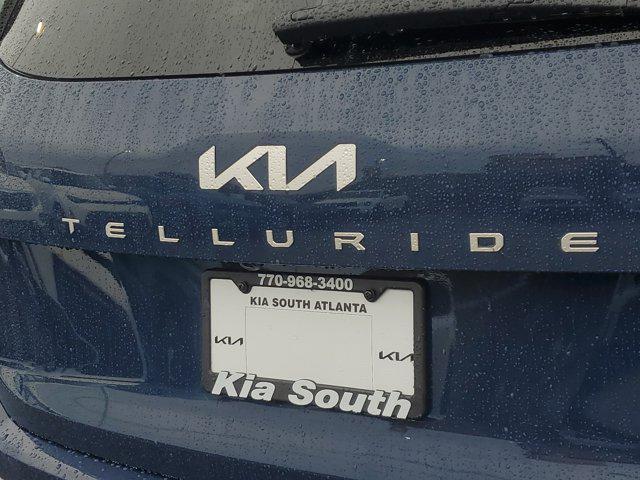 KIA
TELLURIDE
770-968-3400
KIA SOUTH ATLANTA
KIA KIA
Kia South